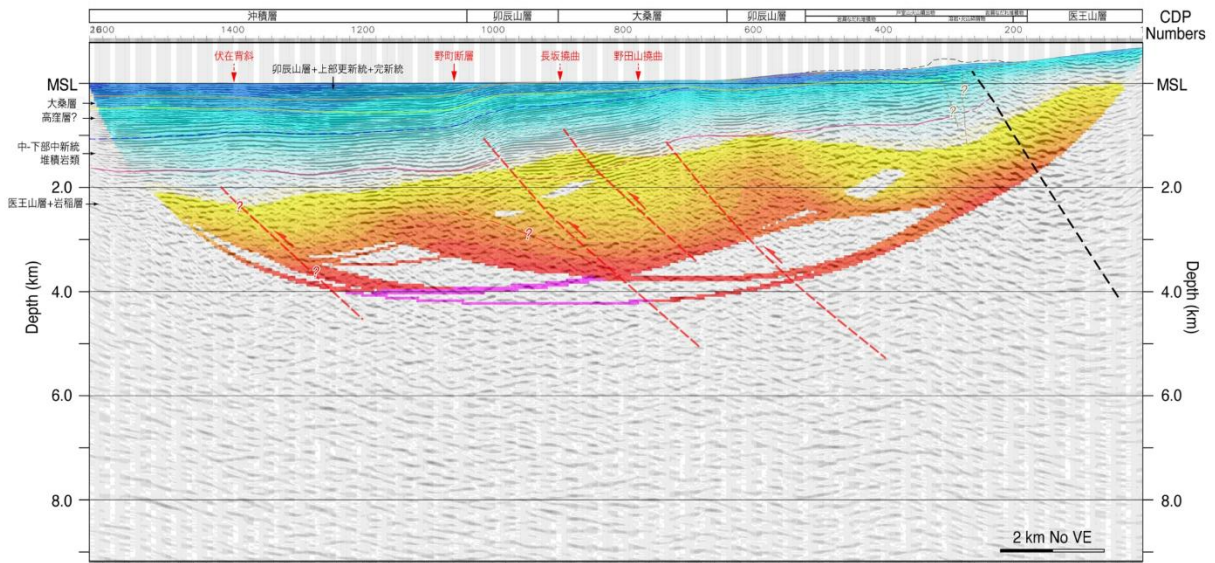 沖積層 卯辰山層 大桑層 卯辰山層 医王山層 CDP
1400 1200 1000 800 600 400 200 Numbers
伏在背斜 野町断層 長坂撓曲 野田山撓曲
卯辰山層+上部更新統+完新統
MSL MSL
大桑層
高窪層?
中-下部中新統
堆積岩類
2.0 2.0
医王山層+岩稲層
?
?
?
?
?
4.0 4.0
Depth (km) Depth (km)
6.0 6.0
8.0 8.0
2 km No VE